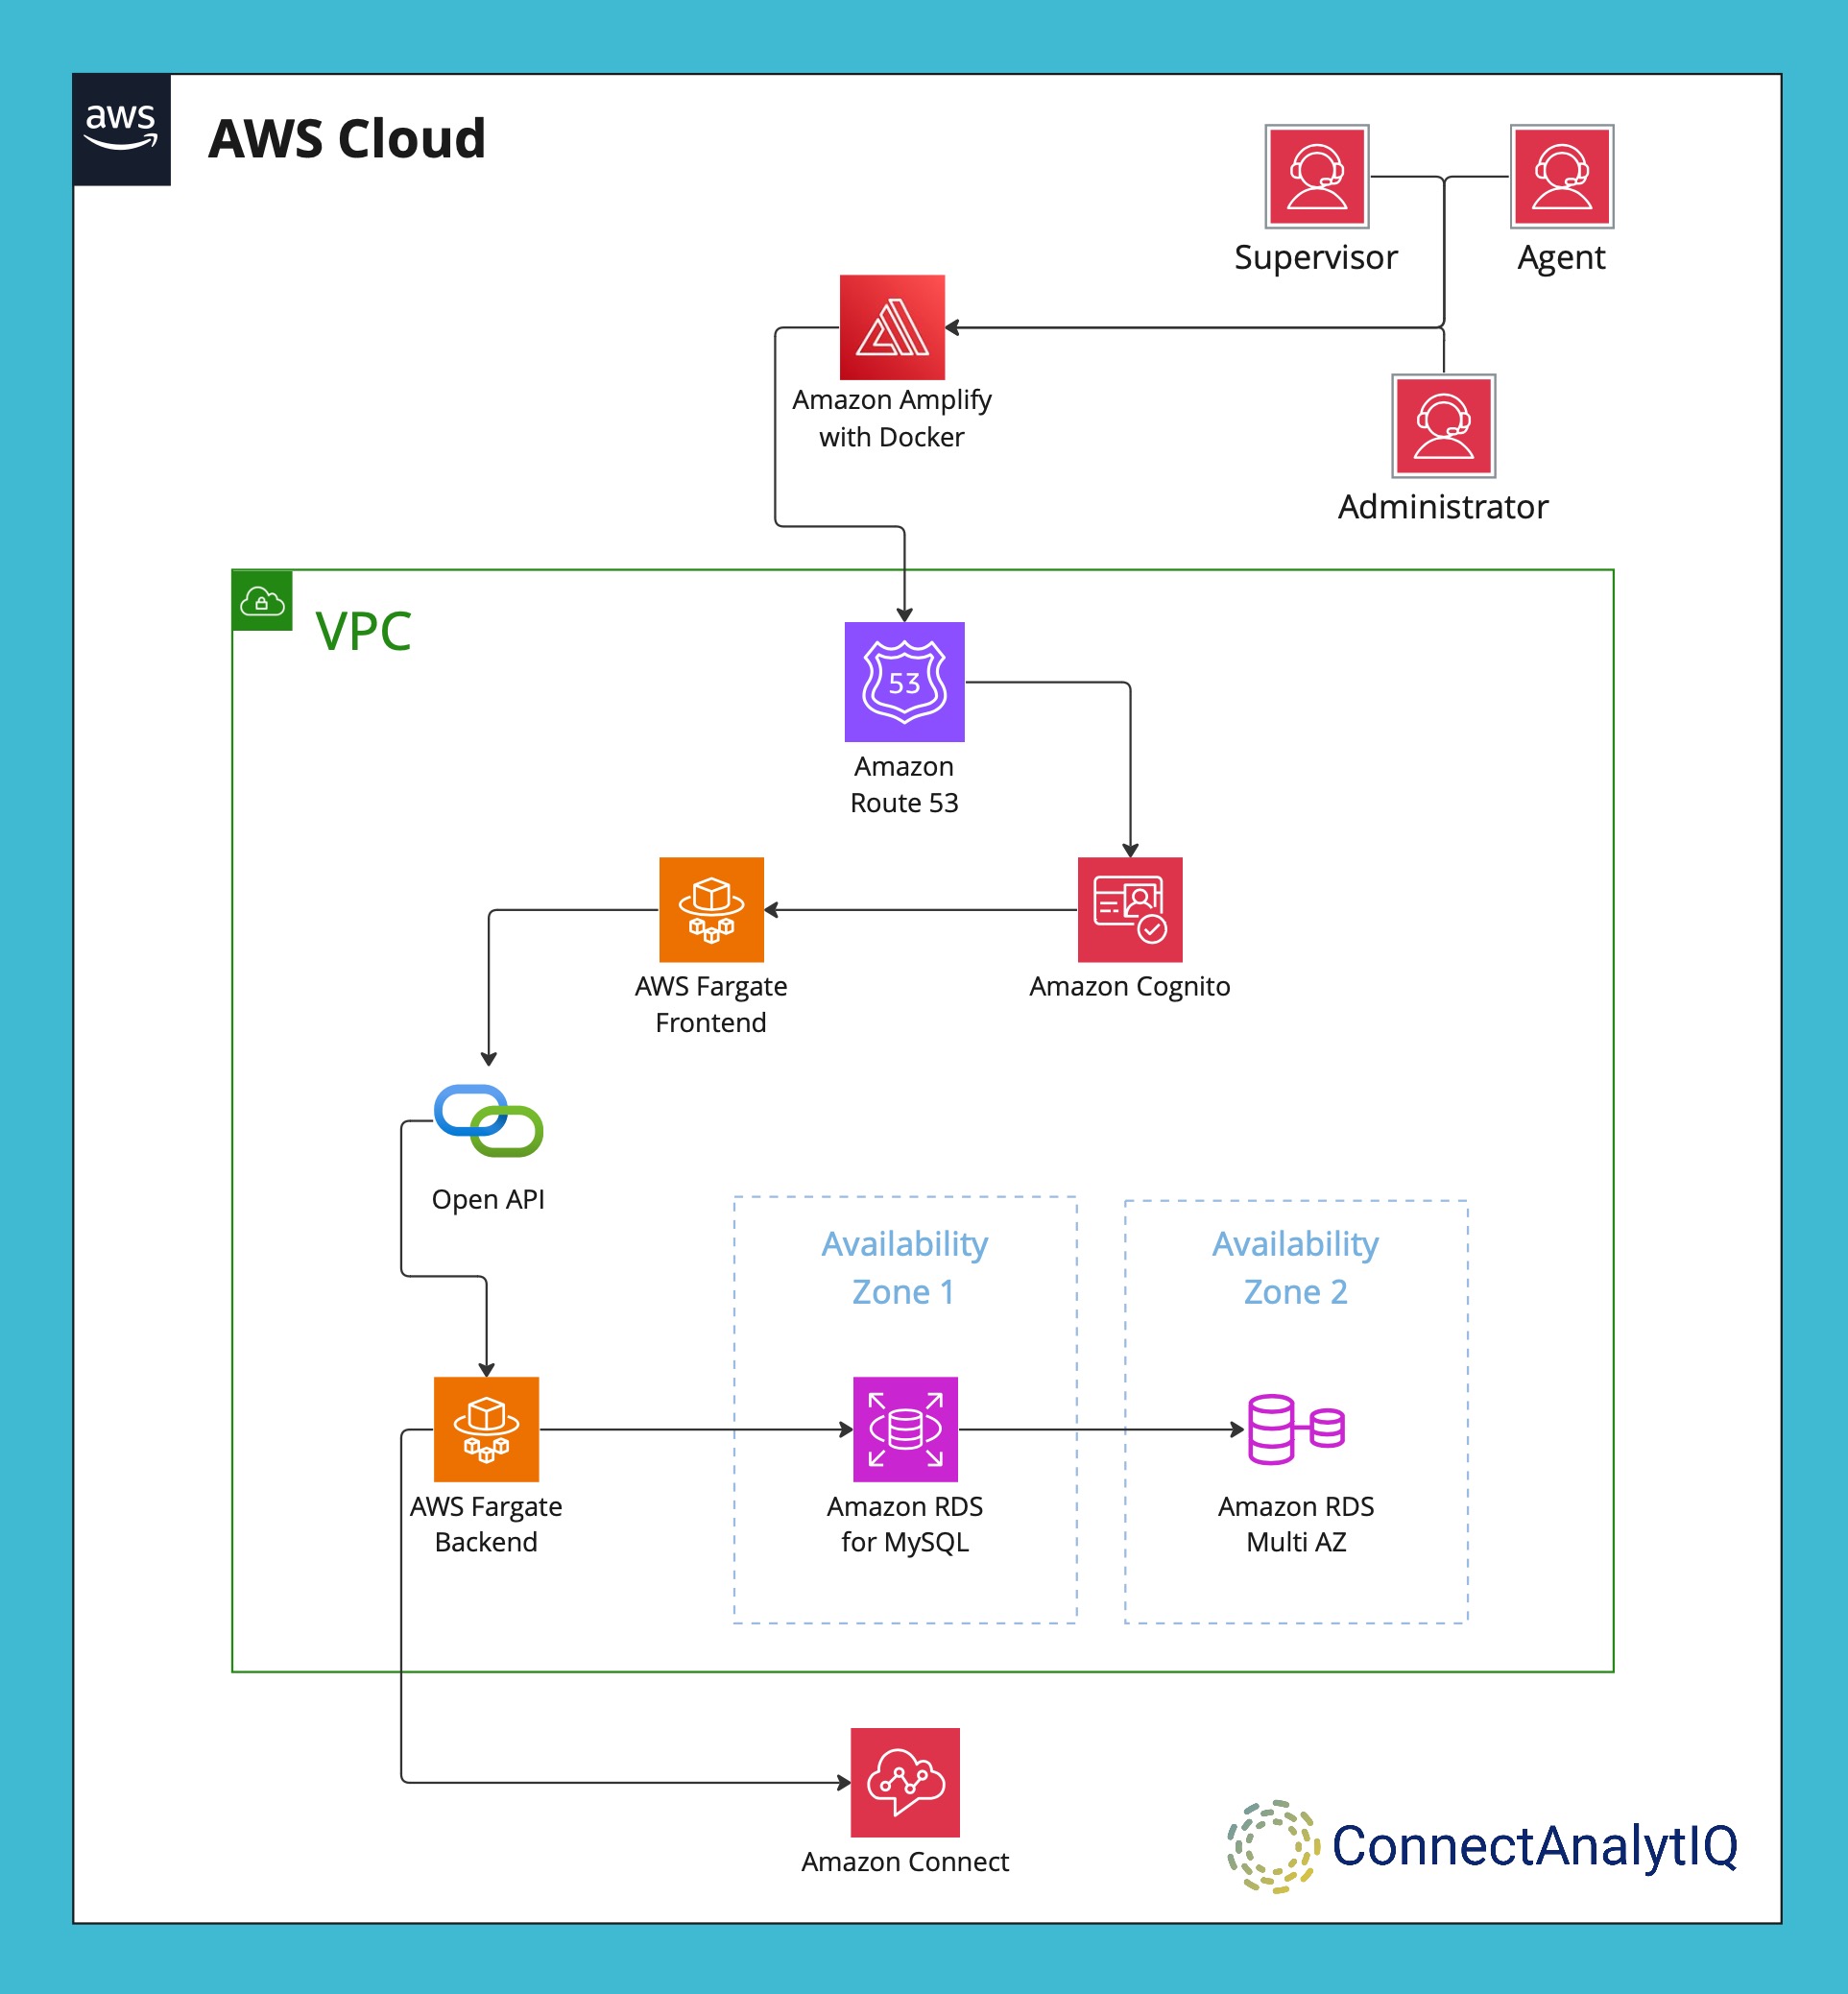 aws
AWS Cloud
Supervisor
Agent
Amazon Amplify
with Docker
Administrator
VPC
53
Amazon
Route 53
AWS Fargate
Frontend
Amazon Cognito
Open API
Availability
Zone 1
Availability
Zone 2
AWS Fargate
Backend
Amazon RDS
for MySQL
Amazon RDS
Multi AZ
Amazon Connect
ConnectAnalytIQ